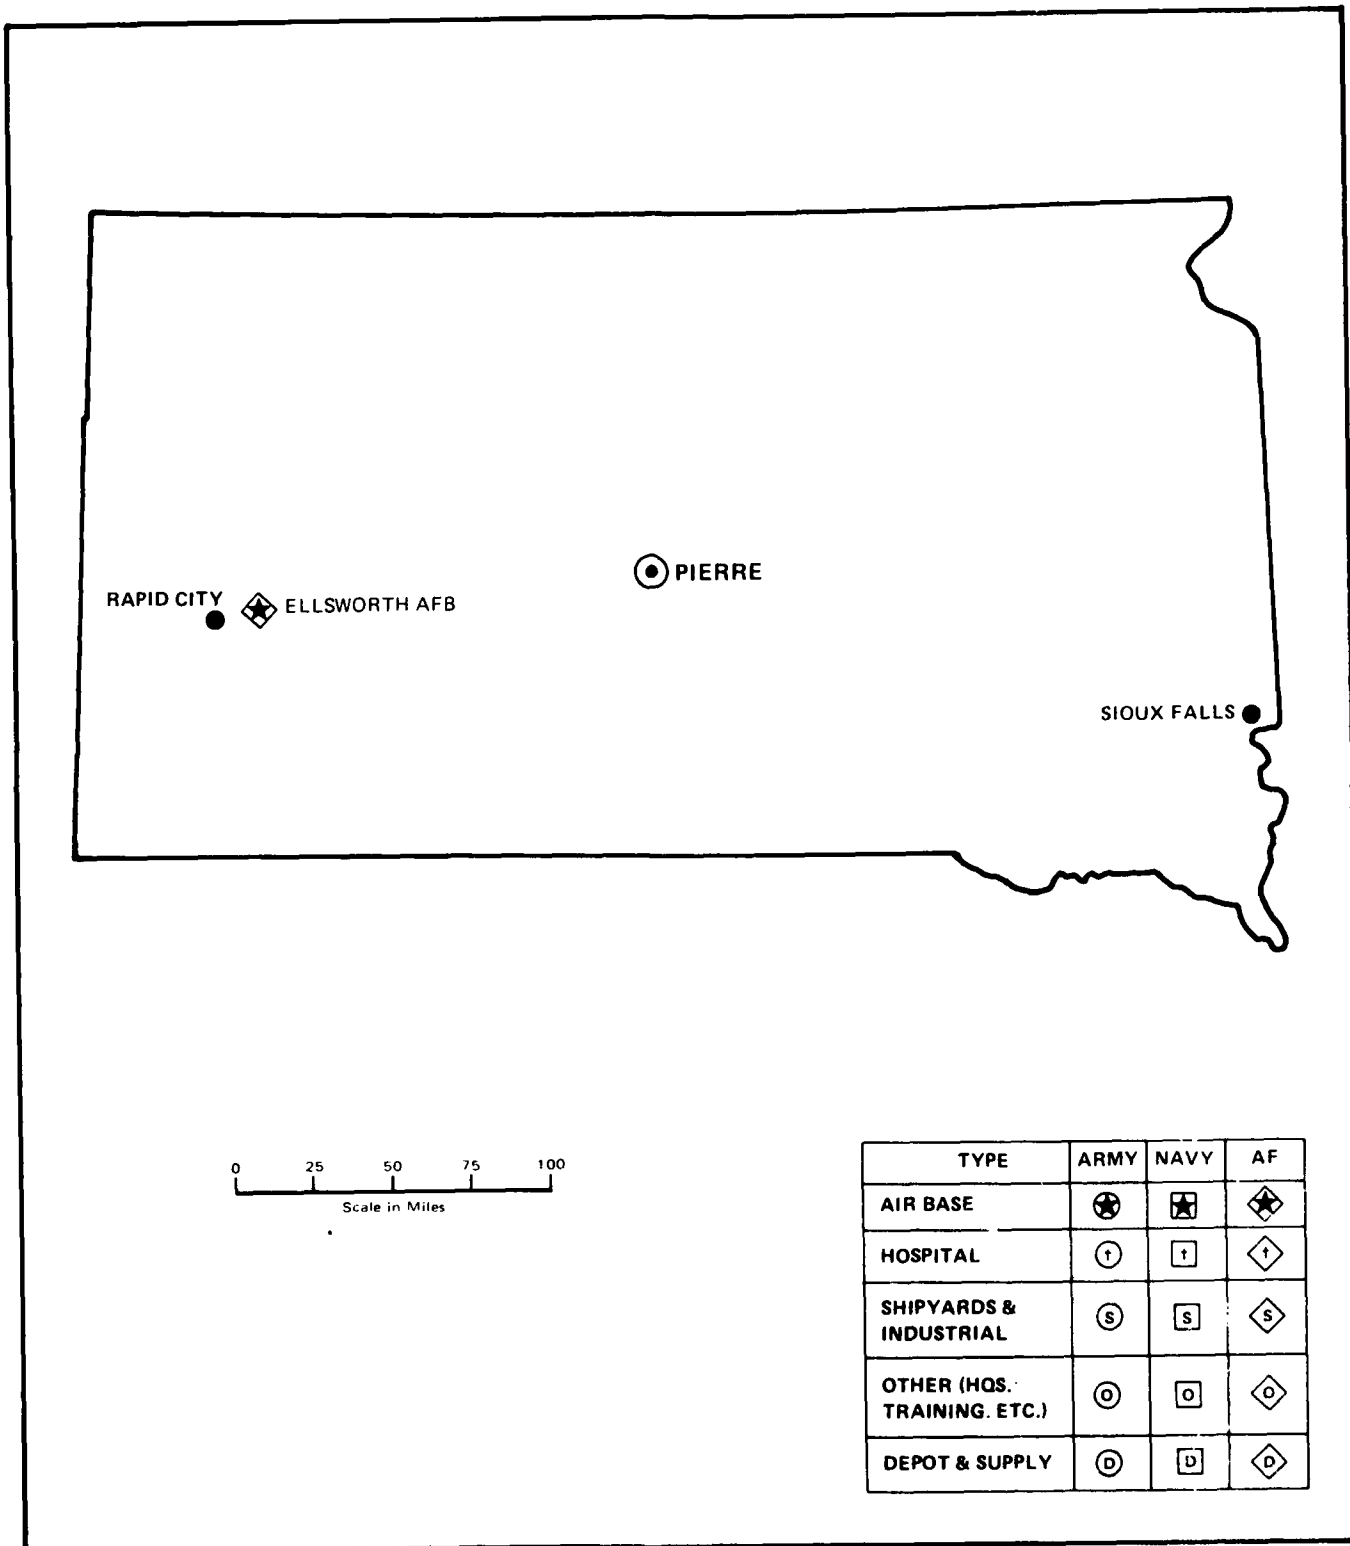 PIERRE
RAPID CITY
ELLSWORTH AFB
SIOUX FALLS
0 25 50 75 100
Scale in Miles
TYPE ARMY NAVY AF
AIR BASE
HOSPITAL t t t
SHIPYARDS &
INDUSTRIAL S S S
OTHER (HQS.
TRAINING. ETC.) O O O
DEPOT & SUPPLY D D D